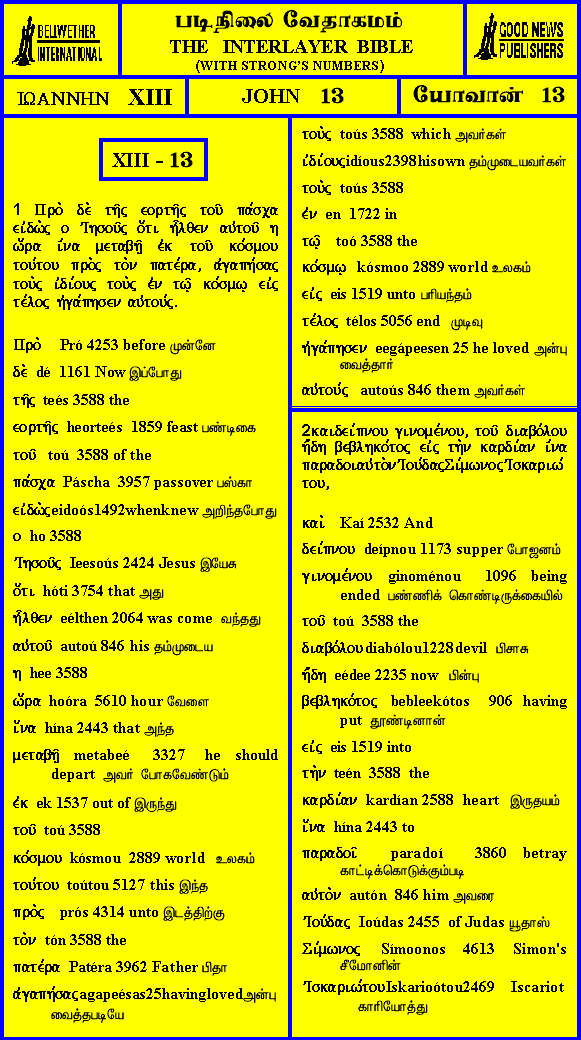 BELLWETHER
INTERNATIONAL
படிநிலை வேதாகமம்
THE INTERLAYER BIBLE
(WITH STRONG'S NUMBERS)
GOOD NEWS
PUBLISHERS
ΙΩΑΝΝΗΝ XIII
JOHN 13
யோவான் 13
XIII - 13
1 Πρὸ δὲ τῆς εορτῆς τοῦ πάσχα
εἰδὼς ο Ἰησοῦς ὅτι ἦλθεν αὐτοῦ η
ὥρα ἵνα μεταβῇ ἐκ τοῦ κόσμου
τούτου πρὸς τὸν πατέρα, ἀγαπήσας
τοὺς ἰδίους τοὺς ἐν τῷ κόσμῳ εἰς
τέλος ἠγάπησεν αὐτούς.
Πρὸ Pró 4253 before முன்னே
δὲ dé 1161 Now இப்போது
τῆς teés 3588 the
εορτῆς heorteés 1859 feast பண்டிகை
τοῦ toú 3588 of the
πάσχα Páscha 3957 passover பஸ்கா
εἰδὼς eidoós1492whenknew அறிந்தபோது
ο ho 3588
Ἰησοῦς Ieesoús 2424 Jesus இயேசு
ὅτι hóti 3754 that அது
ἦλθεν eélthen 2064 was come வந்தது
αὐτοῦ autoú 846 his தம்முடைய
η hee 3588
ὥρα hoóra 5610 hour வேளை
ἵνα hína 2443 that அந்த
μεταβῇ metabeé 3327 he should
depart அவர் போகவேண்டும்
ἐκ ek 1537 out of இருந்து
τοῦ toú 3588
κόσμου kósmou 2889 world உலகம்
τούτου toútou 5127 this இந்த
πρὸς prós 4314 unto இடத்திற்கு
τὸν tón 3588 the
πατέρα Patéra 3962 Father பிதா
ἀγαπήσας agapeésas25havingloved அன்பு
வைத்தபடியே
τοὺς toús 3588 which அவர்கள்
ἰδίους idíous2398hisown தம்முடையவர்கள்
τοὺς toús 3588
ἐν en 1722 in
τῷ toó 3588 the
κόσμῳ kósmoo 2889 world உலகம்
εἰς eis 1519 unto பரியந்தம்
τέλος télos 5056 end முடிவு
ἠγάπησεν eegápeesen 25 he loved அன்பு
வைத்தார்
αὐτούς autoús 846 them அவர்கள்
2καιδείπνου γινομένου, τοῦ διαβόλου
ἤδη βεβληκότος εἰς τὴν καρδίαν ἵνα
παραδοιαὐτὸνἸούδαςΣίμωνοςἸσκαριώ
του,
καὶ Kaí 2532 And
δείπνου deípnou 1173 supper போஜனம்
γινομένου ginoménou 1096 being
ended பண்ணிக் கொண்டிருக்கையில்
τοῦ toú 3588 the
διαβόλου diabólou1228devil பிசாசு
ἤδη eédee 2235 now பின்பு
βεβληκότος bebleekótos 906 having
put தூண்டினான்
εἰς eis 1519 into
τὴν teén 3588 the
καρδίαν kardían 2588 heart இருதயம்
ἵνα hína 2443 to
παραδοῖ paradoí 3860 betray
காட்டிக்கொடுக்கும்படி
αὐτὸν autón 846 him அவரை
Ἰούδας Ioúdas 2455 of Judas யூதாஸ்
Σίμωνος Símoonos 4613 Simon's
சீமோனின்
Ἰσκαριώτου Iskarioótou2469 Iscariot
காரியோத்து